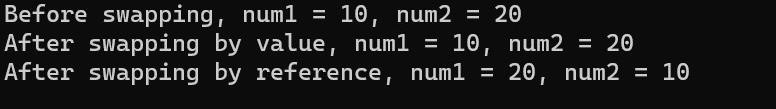 Before swapping, num1 = 10, num2 = 20
After swapping by value, num1 = 10, num2 = 20
After swapping by reference, num1 = 20, num2 = 10